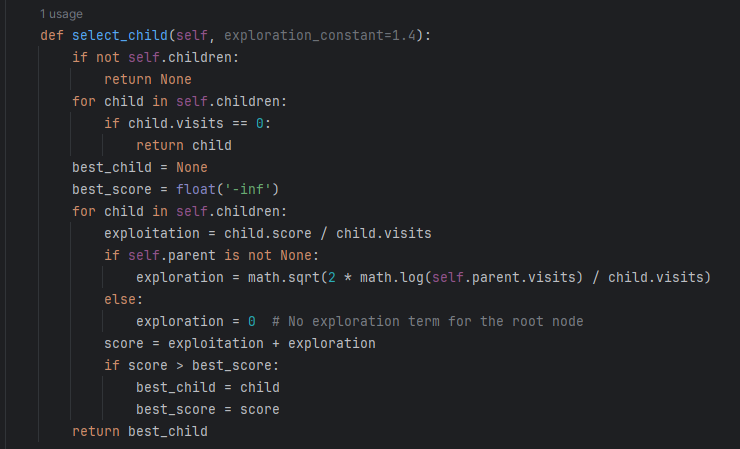 1 usage
def select_child(self, exploration_constant=1.4):
    if not self.children:
        return None
    for child in self.children:
        if child.visits == 0:
            return child
    best_child = None
    best_score = float('-inf')
    for child in self.children:
        exploitation = child.score / child.visits
        if self.parent is not None:
            exploration = math.sqrt(2 * math.log(self.parent.visits) / child.visits)
        else:
            exploration = 0  # No exploration term for the root node
        score = exploitation + exploration
        if score > best_score:
            best_child = child
            best_score = score
    return best_child